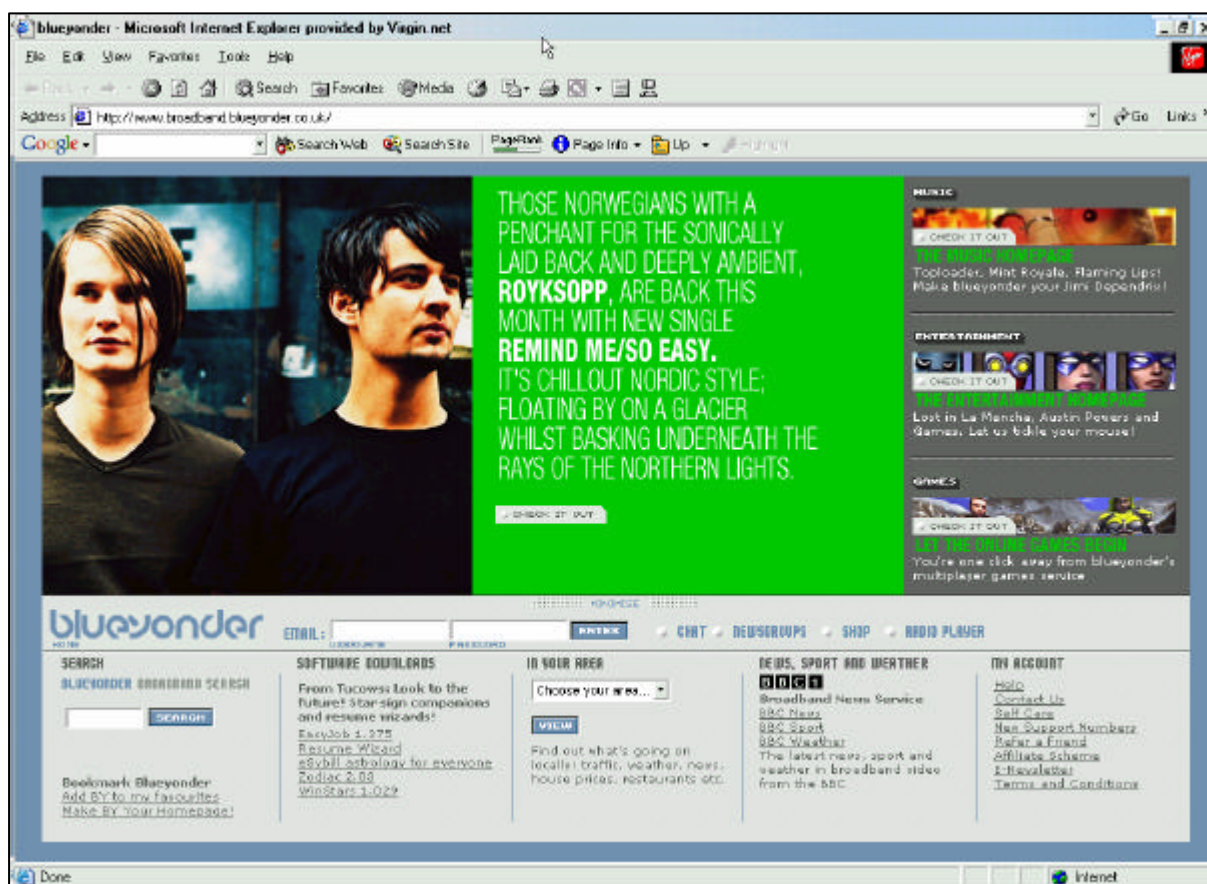 blueyonder - Microsoft Internet Explorer provided by Virgin.net
File Edit View Favorites Tools Help
Search Favorites Media
Address http://www.broadband.blueyonder.co.uk/ Go Links
Google Search Web Search Site PageRank Page Info Up
THOSE NORWEGIANS WITH A
PENCHANT FOR THE SONICALLY
LAID BACK AND DEEPLY AMBIENT,
ROYKSOPP, ARE BACK THIS
MONTH WITH NEW SINGLE
REMIND ME/SO EASY.
IT'S CHILLOUT NORDIC STYLE;
FLOATING BY ON A GLACIER
WHILST BASKING UNDERNEATH THE
RAYS OF THE NORTHERN LIGHTS.
CHECK IT OUT
MUSIC
CHECK IT OUT
THE MUSIC HOMEPAGE
Toploader, Mint Royale, Flaming Lips!
Make blueyonder your Jimi Dependrix!
ENTERTAINMENT
CHECK IT OUT
THE ENTERTAINMENT HOMEPAGE
Lost in La Mancha, Austin Powers and
Games. Let us tickle your mouse!
GAMES
CHECK IT OUT
LET THE ONLINE GAMES BEGIN
You're one click away from blueyonder's
multiplayer games service
blueyonder
HOME
EMAIL: ENTER CHAT NEWSGROUPS SHOP RADIO PLAYER
USERNAME PASSWORD
SEARCH
BLUEYONDER BROADBAND SEARCH
SEARCH
Bookmark Blueyonder
Add BY to my favourites
Make BY Your Homepage!
SOFTWARE DOWNLOADS
From Tucows: Look to the
future! Star-sign companions
and resume wizards!
EasyJob 1.275
Resume Wizard
eSybill astrology for everyone
Zodiac 2.08
WinStars 1.029
IN YOUR AREA
Choose your area...
VIEW
Find out what's going on
locally: traffic, weather, news,
house prices, restaurants etc.
NEWS, SPORT AND WEATHER
BBCi
Broadband News Service
BBC News
BBC Sport
BBC Weather
The latest news, sport and
weather in broadband video
from the BBC
MY ACCOUNT
Help
Contact Us
Self Care
New Support Numbers
Refer a Friend
Affiliate Scheme
E-Newsletter
Terms and Conditions
Done
Internet